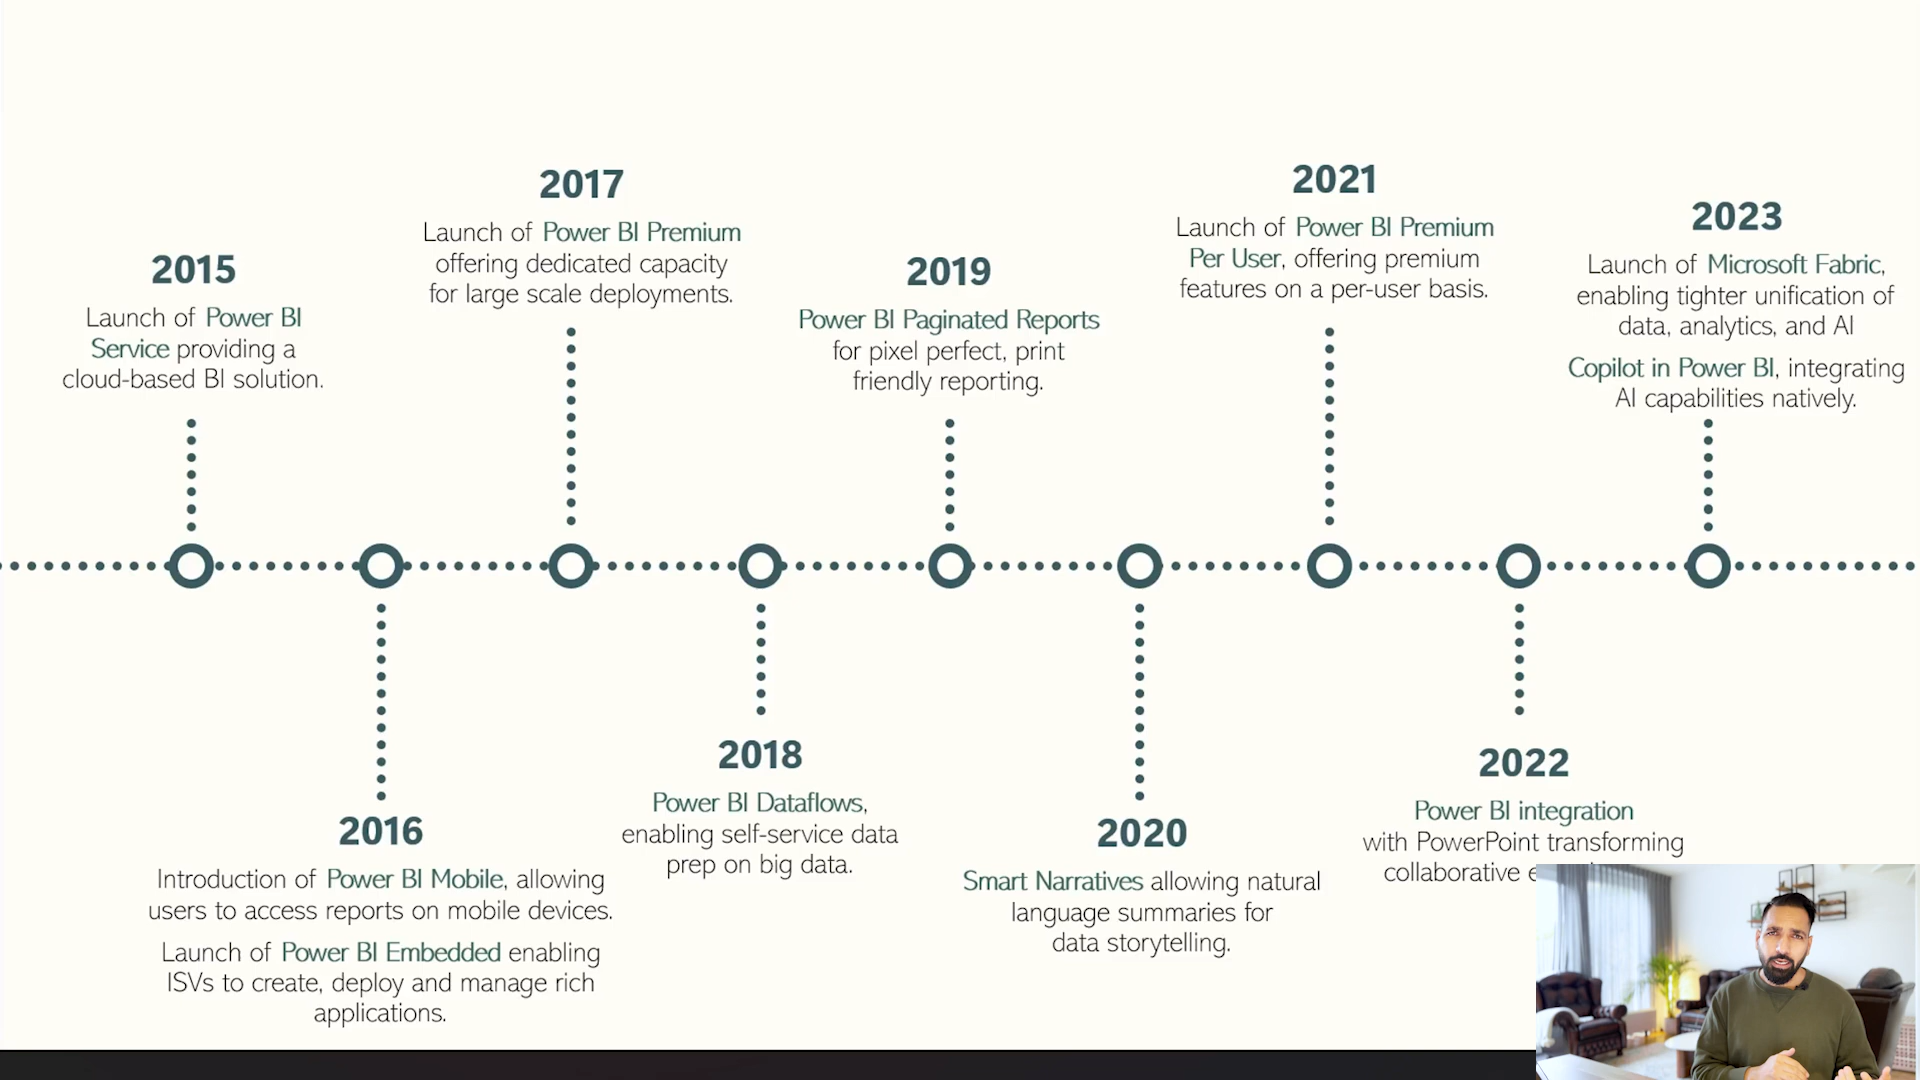 2015
Launch of Power BI
Service providing a
cloud-based BI solution.
2016
Introduction of Power BI Mobile, allowing
users to access reports on mobile devices.
Launch of Power BI Embedded enabling
ISVs to create, deploy and manage rich
applications.
2017
Launch of Power BI Premium
offering dedicated capacity
for large scale deployments.
2018
Power BI Dataflows,
enabling self-service data
prep on big data.
2019
Power BI Paginated Reports
for pixel perfect, print
friendly reporting.
2020
Smart Narratives allowing natural
language summaries for
data storytelling.
2021
Launch of Power BI Premium
Per User, offering premium
features on a per-user basis.
2022
Power BI integration
with PowerPoint transforming
collaborative
2023
Launch of Microsoft Fabric,
enabling tighter unification of
data, analytics, and AI
Copilot in Power BI, integrating
AI capabilities natively.